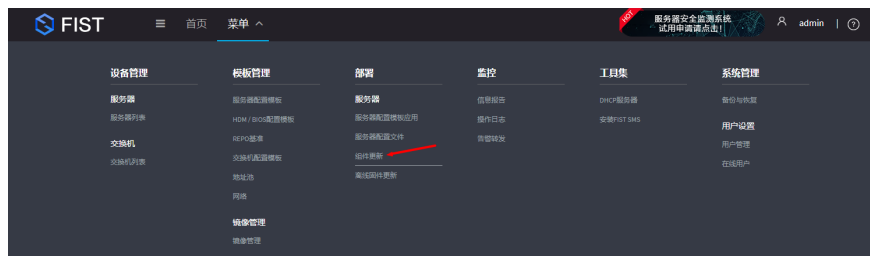 FIST
首页
菜单
HOT
服务器安全监测系统
试用申请请点击!
admin
|
?
设备管理
服务器
服务器列表
交换机
交换机列表
模板管理
服务器配置模板
HDM / BIOS配置模板
REPO基准
交换机配置模板
地址池
网络
镜像管理
镜像管理
部署
服务器
服务器配置模板应用
服务器配置文件
组件更新
离线固件更新
监控
信息报告
操作日志
告警转发
工具集
DHCP服务器
安装FIST SMS
系统管理
备份与恢复
用户设置
用户管理
在线用户